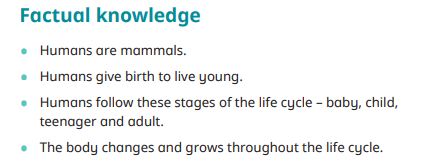 Factual knowledge
• Humans are mammals.
• Humans give birth to live young.
• Humans follow these stages of the life cycle – baby, child,
teenager and adult.
• The body changes and grows throughout the life cycle.